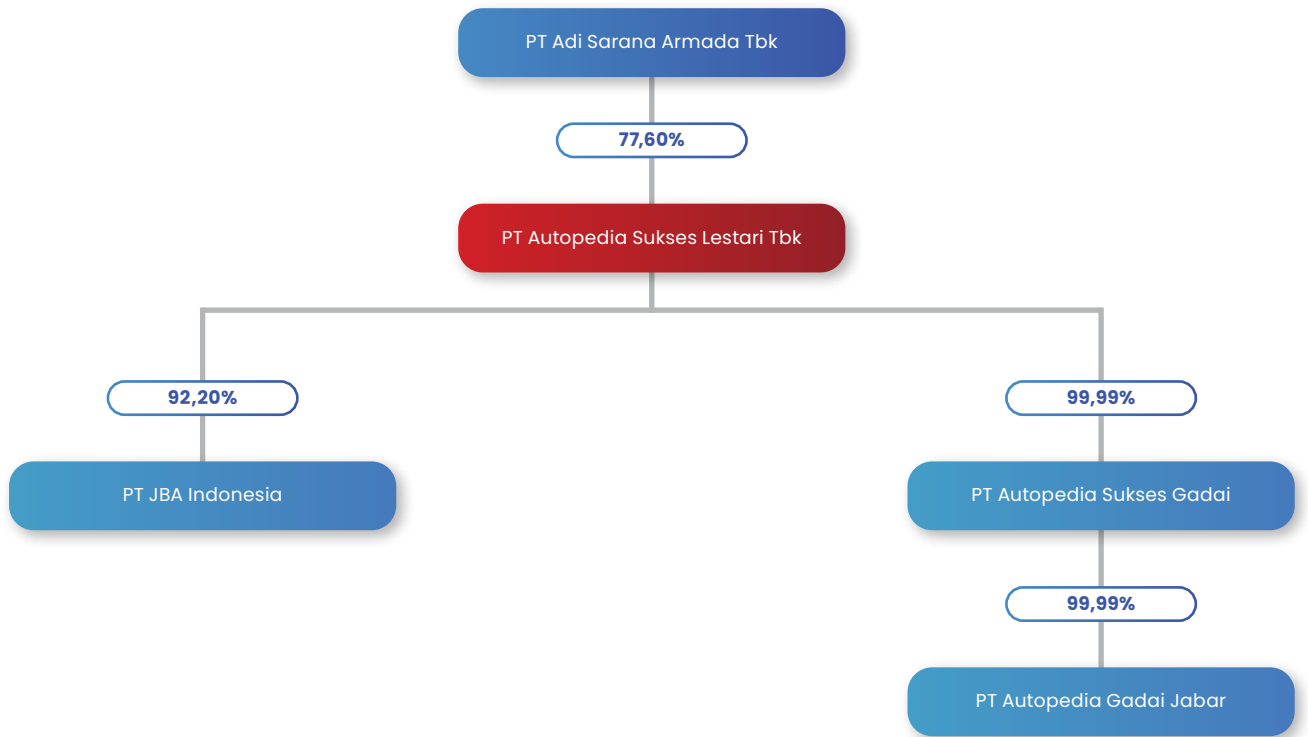 PT Adi Sarana Armada Tbk
77,60%
PT Autopedia Sukses Lestari Tbk
92,20%
99,99%
PT JBA Indonesia
PT Autopedia Sukses Gadai
99,99%
PT Autopedia Gadai Jabar